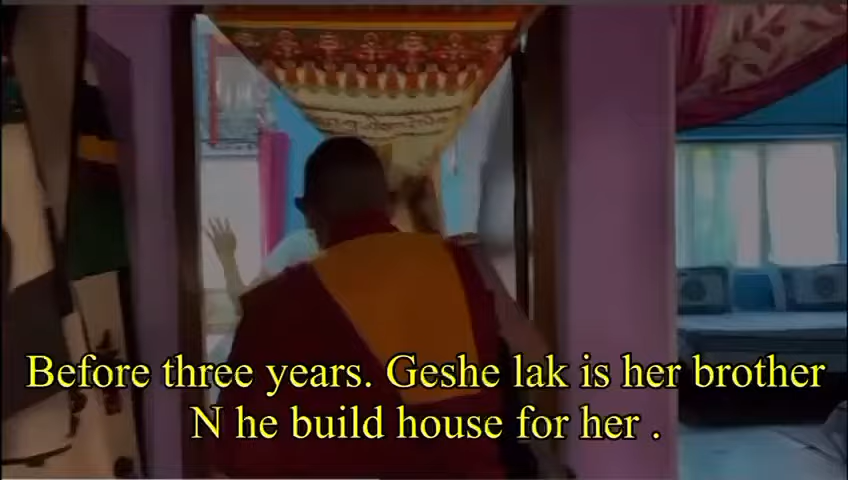 Before three years. Geshe lak is her brother
N he build house for her .